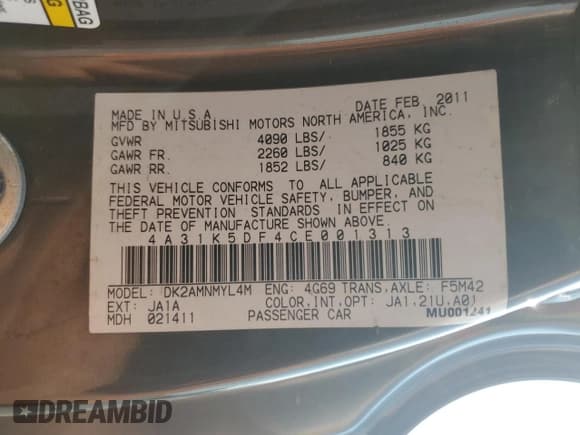 BAG
MADE IN U.S.A DATE FEB, 2011
MFD BY MITSUBISHI MOTORS NORTH AMERICA, INC.
GVWR 4090 LBS/ 1855 KG
GAWR FR. 2260 LBS/ 1025 KG
GAWR RR. 1852 LBS/ 840 KG
THIS VEHICLE CONFORMS TO ALL APPLICABLE
FEDERAL MOTOR VEHICLE SAFETY, BUMPER, AND
THEFT PREVENTION STANDARDS IN EFFECT ON
THE DATE OF MANUFACTURE SHOWN ABOVE.
4A31K5DF4CE001313
MODEL: DK2AMNMYL4M ENG: 4G69 TRANS,AXLE: F5M42
EXT: JA1A COLOR,INT,OPT: JA1,21U,A01
MDH 021411 PASSENGER CAR MU001241
DREAMBID